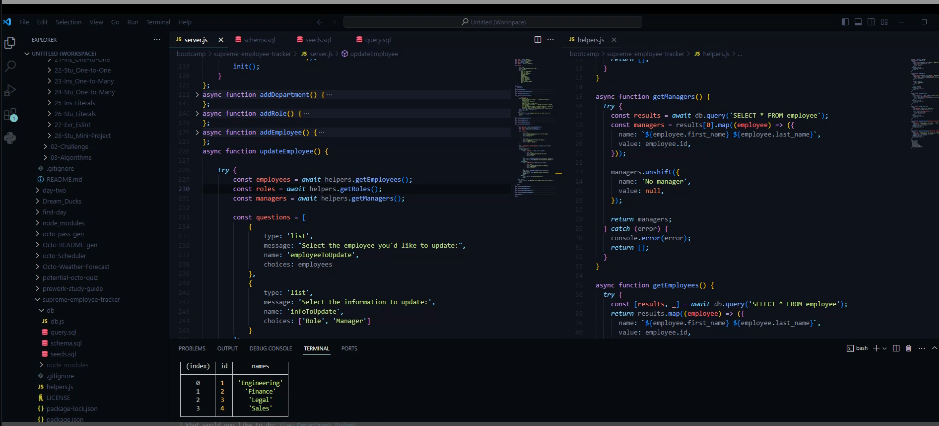 File Edit Selection View Go Run Terminal Help
Untitled (Workspace)
EXPLORER
UNTITLED (WORKSPACE)
21-Stu_One-to-One
22-Stu_One-to-One
23-Ins_One-to-Many
24-Stu_One-to-Many
25-Ins_Literals
26-Stu_Literals
27-Evr_EsLint
28-Stu_Mini-Project
02-Challenge
03-Algorithms
.gitignore
README.md
day-two
Dream_Ducks
first-day
node_modules
octo-pass-gen
Octo-README_gen
octo-Scheduler
Octo-Weather-Forecast
potential-octo-quiz
prework-study-guide
supreme-employee-tracker
db
db.js
query.sql
schema.sql
seeds.sql
node_modules
.gitignore
helpers.js
LICENSE
package-lock.json
package.json
server.js
schema.sql
seeds.sql
query.sql
bootcamp > supreme-employee-tracker > server.js > updateEmployee
init();
}
};
async function addDepartment() {
};
async function addRole() {
};
async function addEmployee() {
};
async function updateEmployee() {
try {
const employees = await helpers.getEmployees();
const roles = await helpers.getRoles();
const managers = await helpers.getManagers();
const questions = [
{
type: 'list',
message: "Select the employee you'd like to update:",
name: 'employeeToUpdate',
choices: employees
},
{
type: 'list',
message: 'Select the information to update:',
name: 'infoToUpdate',
choices: ['Role', 'Manager']
}
helpers.js
bootcamp > supreme-employee-tracker > helpers.js > ...
return [];
}
}
async function getManagers() {
try {
const results = await db.query('SELECT * FROM employee');
const managers = results[0].map((employee) => ({
name: `${employee.first_name} ${employee.last_name}`,
value: employee.id,
}));
managers.unshift({
name: 'No manager',
value: null,
});
return managers;
} catch (error) {
console.error(error);
return [];
}
}
async function getEmployees() {
try {
const [results, _] = await db.query('SELECT * FROM employee');
return results.map((employee) => ({
name: `${employee.first_name} ${employee.last_name}`,
value: employee.id,
PROBLEMS OUTPUT DEBUG CONSOLE TERMINAL PORTS
bash
(index) id names
0 1 'Engineering'
1 2 'Finance'
2 3 'Legal'
3 4 'Sales'